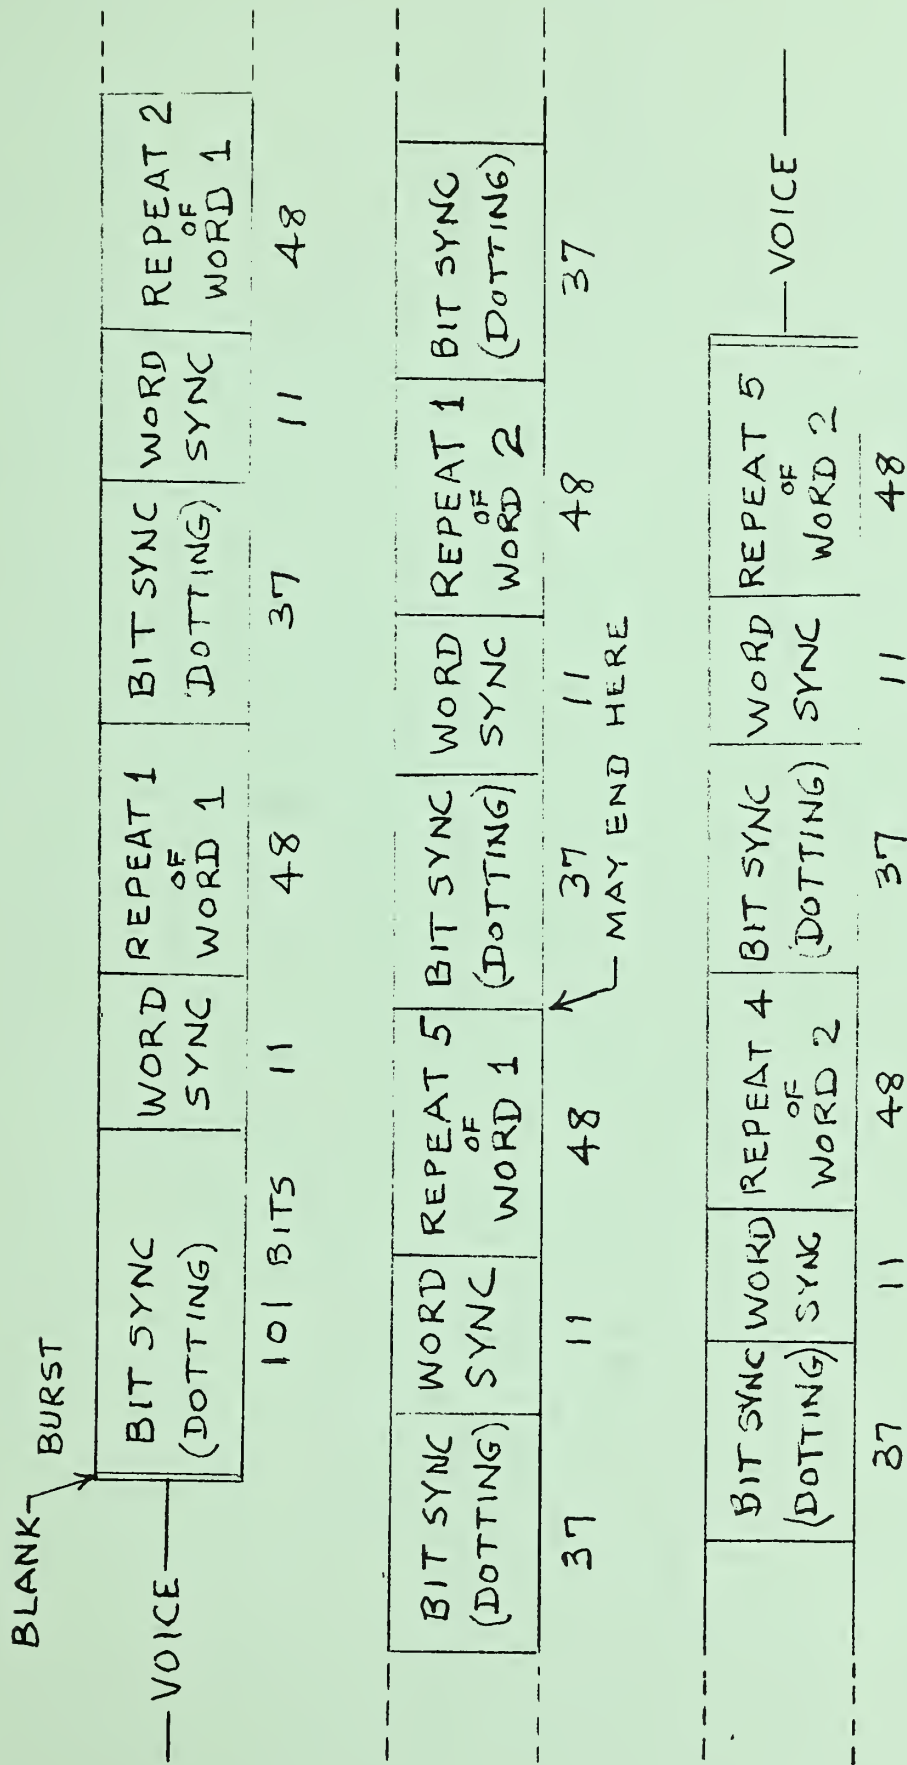 BLANK
BURST
VOICE
BIT SYNC
(DOTTING)
WORD
SYNC
REPEAT 1
OF
WORD 1
BIT SYNC
(DOTTING)
WORD
SYNC
REPEAT 2
OF
WORD 1
101 BITS
11
48
37
11
48
BIT SYNC
(DOTTING)
WORD
SYNC
REPEAT 5
OF
WORD 1
BIT SYNC
(DOTTING)
WORD
SYNC
REPEAT 1
OF
WORD 2
BIT SYNC
(DOTTING)
37
11
48
37
11
48
37
MAY END HERE
BIT SYNC
(DOTTING)
WORD
SYNC
REPEAT 4
OF
WORD 2
BIT SYNC
(DOTTING)
WORD
SYNC
REPEAT 5
OF
WORD 2
VOICE
37
11
48
37
11
48